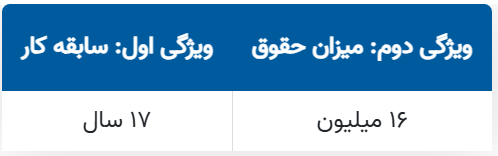 ویژگی دوم: میزان حقوق	ویژگی اول: سابقه کار
۱۶ میلیون	۱۷ سال